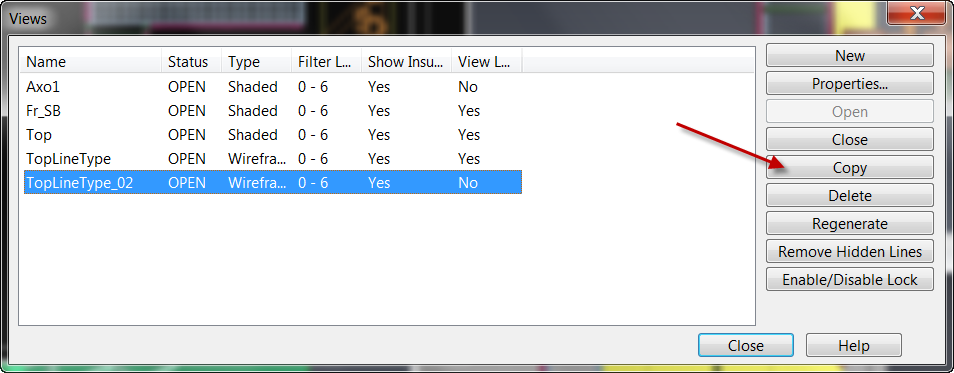 Views
Name Status Type Filter L... Show Insu... View L...
Axo1 OPEN Shaded 0 - 6 Yes No
Fr_SB OPEN Shaded 0 - 6 Yes Yes
Top OPEN Shaded 0 - 6 Yes Yes
TopLineType OPEN Wirefra... 0 - 6 Yes Yes
TopLineType_02 OPEN Wirefra... 0 - 6 Yes No
New
Properties...
Open
Close
Copy
Delete
Regenerate
Remove Hidden Lines
Enable/Disable Lock
Close Help